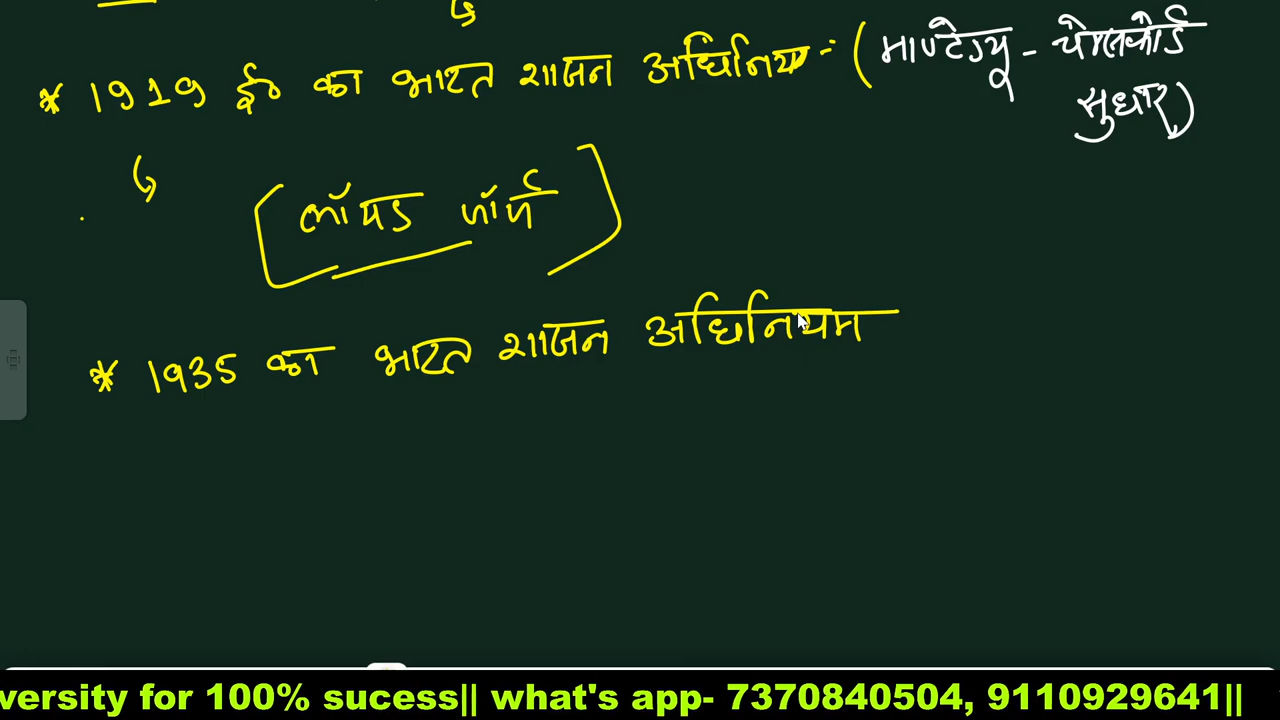 * 1919 ई० का भारत शासन अधिनियम :- (माण्टेग्यू - चेम्सफोर्ड
सुधार)
[लॉयड जॉर्ज]
* 1935 का भारत शासन अधिनियम
versity for 100% sucess|| what's app- 7370840504, 9110929641||